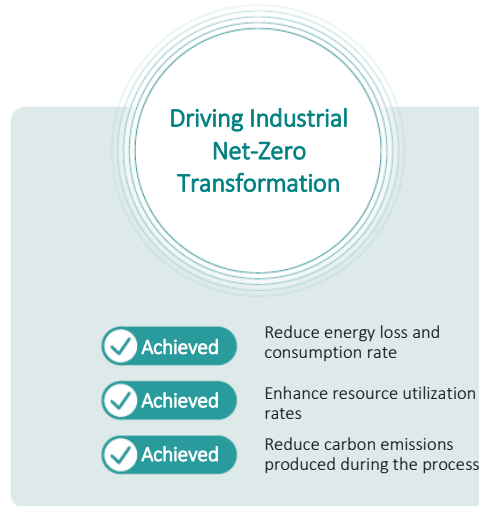 Driving Industrial
Net-Zero
Transformation
Achieved
Reduce energy loss and
consumption rate
Achieved
Enhance resource utilization
rates
Achieved
Reduce carbon emissions
produced during the process